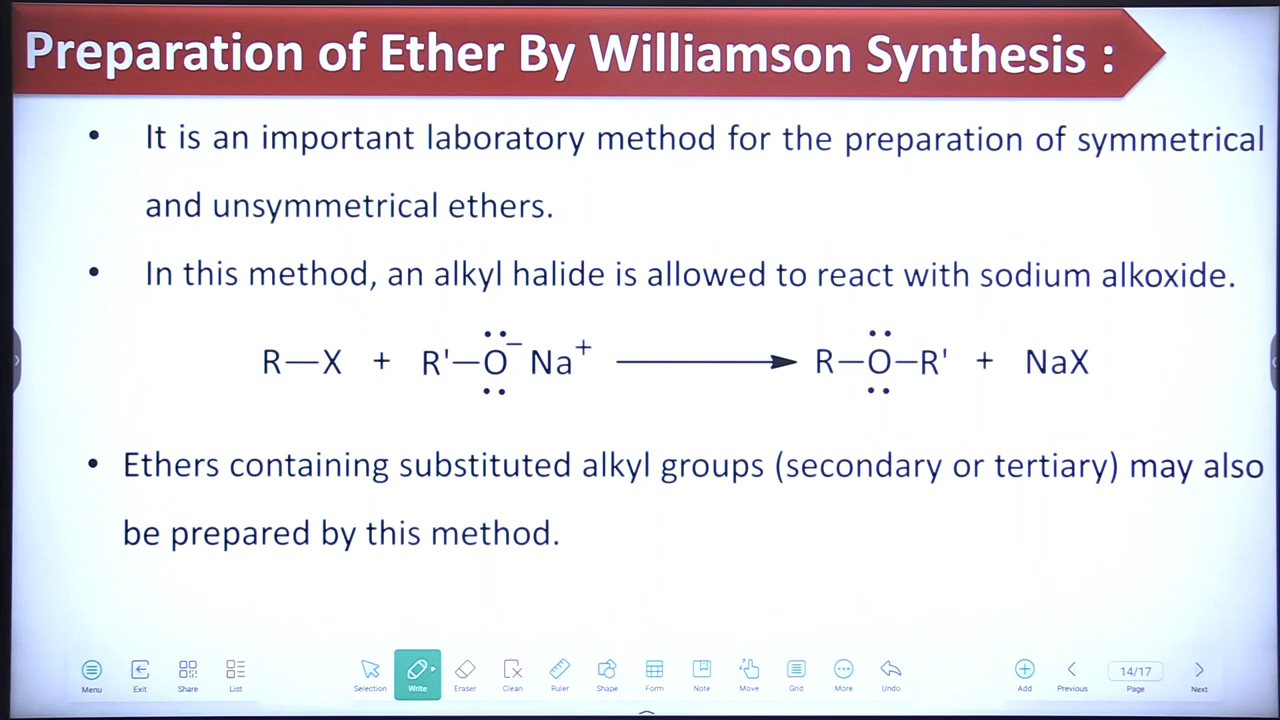 Preparation of Ether By Williamson Synthesis :
• It is an important laboratory method for the preparation of symmetrical
and unsymmetrical ethers.
• In this method, an alkyl halide is allowed to react with sodium alkoxide.
R—X + R'—Ö:⁻ Na⁺ ⟶ R—Ö:—R' + NaX
• Ethers containing substituted alkyl groups (secondary or tertiary) may also
be prepared by this method.
Menu Exit Share List Selection Write Eraser Clean Ruler Shape Form Note Move Grid More Undo Add Previous 14/17 Page Next